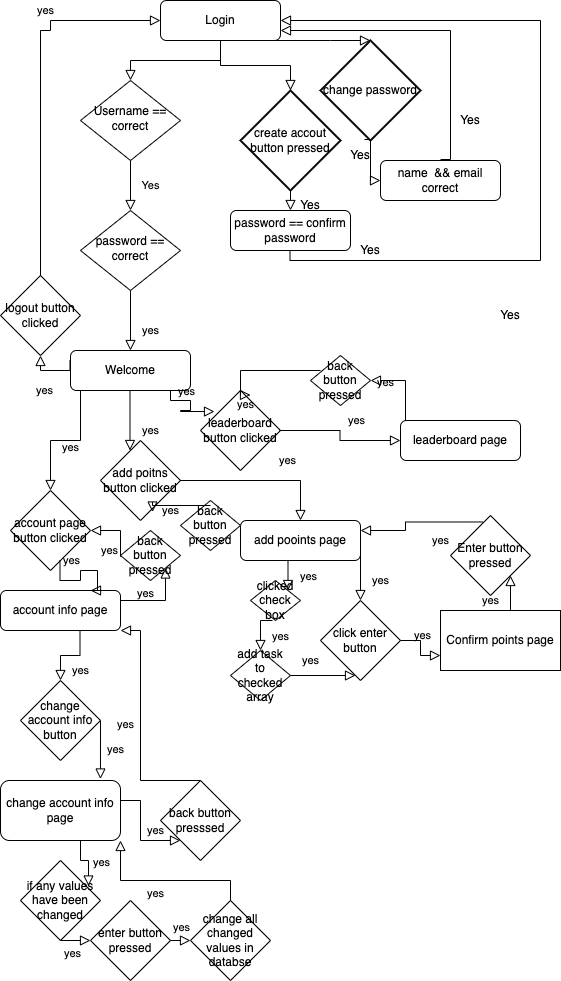 yes
Login
Username ==
correct
create accout
button pressed
change password
Yes
Yes
Yes
name  && email
correct
Yes
password ==
correct
password == confirm
password
Yes
Yes
logout button
clicked
yes
Welcome
yes
yes
yes
leaderboard
button clicked
back
button
pressed
yes
yes
leaderboard page
yes
yes
yes
add poitns
button clicked
yes
account page
button clicked
yes
yes
back
button
pressed
back
button
pressed
add pooints page
yes
Enter button
pressed
yes
account info page
yes
clicked
check
box
yes
yes
yes
add task
to
checked
array
yes
click enter
button
yes
Confirm points page
yes
change
account info
button
yes
yes
change account info
page
yes
back button
presssed
yes
if any values
have been
changed
yes
yes
enter button
pressed
yes
change all
changed
values in
databse